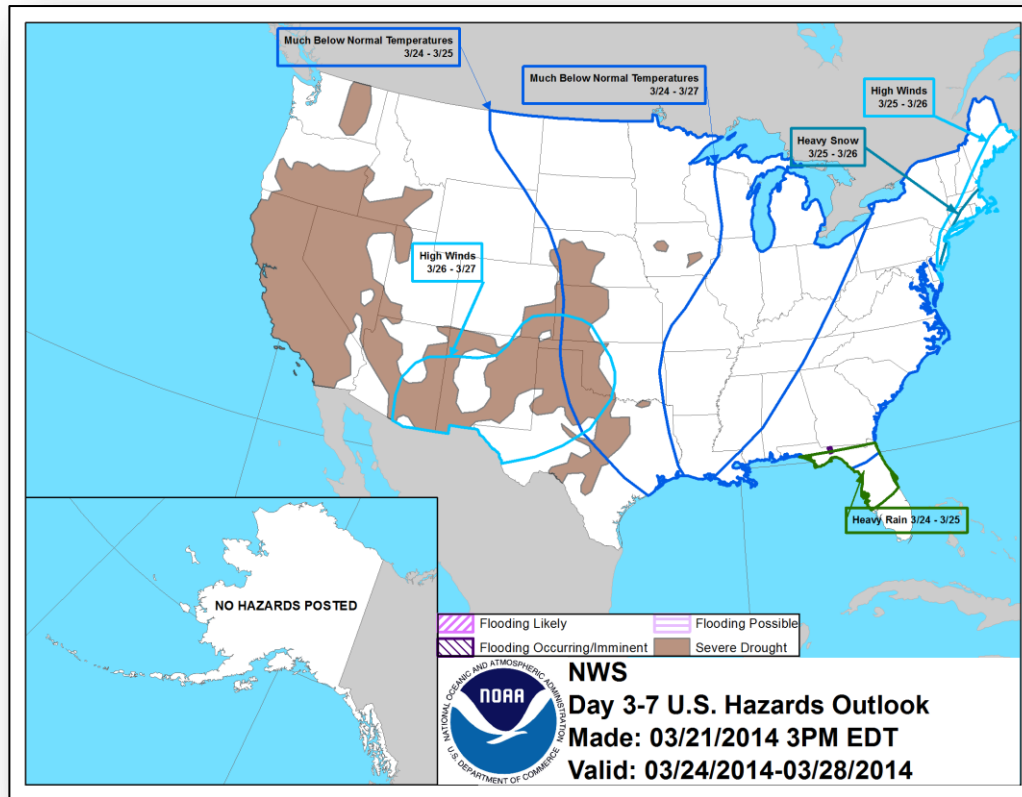 Much Below Normal Temperatures
3/24 - 3/25
Much Below Normal Temperatures
3/24 - 3/27
High Winds
3/25 - 3/26
Heavy Snow
3/25 - 3/26
High Winds
3/26 - 3/27
Heavy Rain 3/24 - 3/25
NO HAZARDS POSTED
Flooding Likely
Flooding Possible
Flooding Occurring/Imminent
Severe Drought
NATIONAL OCEANIC AND ATMOSPHERIC ADMINISTRATION
NOAA
U.S. DEPARTMENT OF COMMERCE
NWS
Day 3-7 U.S. Hazards Outlook
Made: 03/21/2014 3PM EDT
Valid: 03/24/2014-03/28/2014